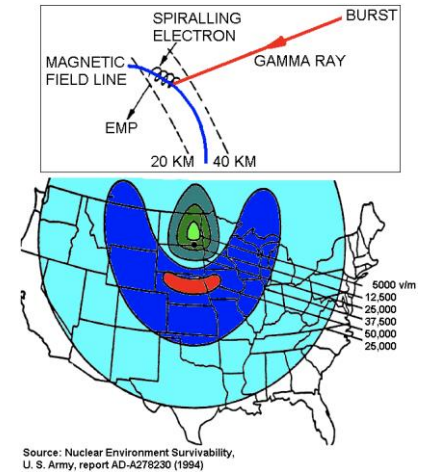 SPIRALLING
ELECTRON
BURST
GAMMA RAY
MAGNETIC
FIELD LINE
EMP
20 KM
40 KM
5000 v/m
12,500
25,000
37,500
50,000
25,000
Source: Nuclear Environment Survivability,
U. S. Army, report AD-A278230 (1994)